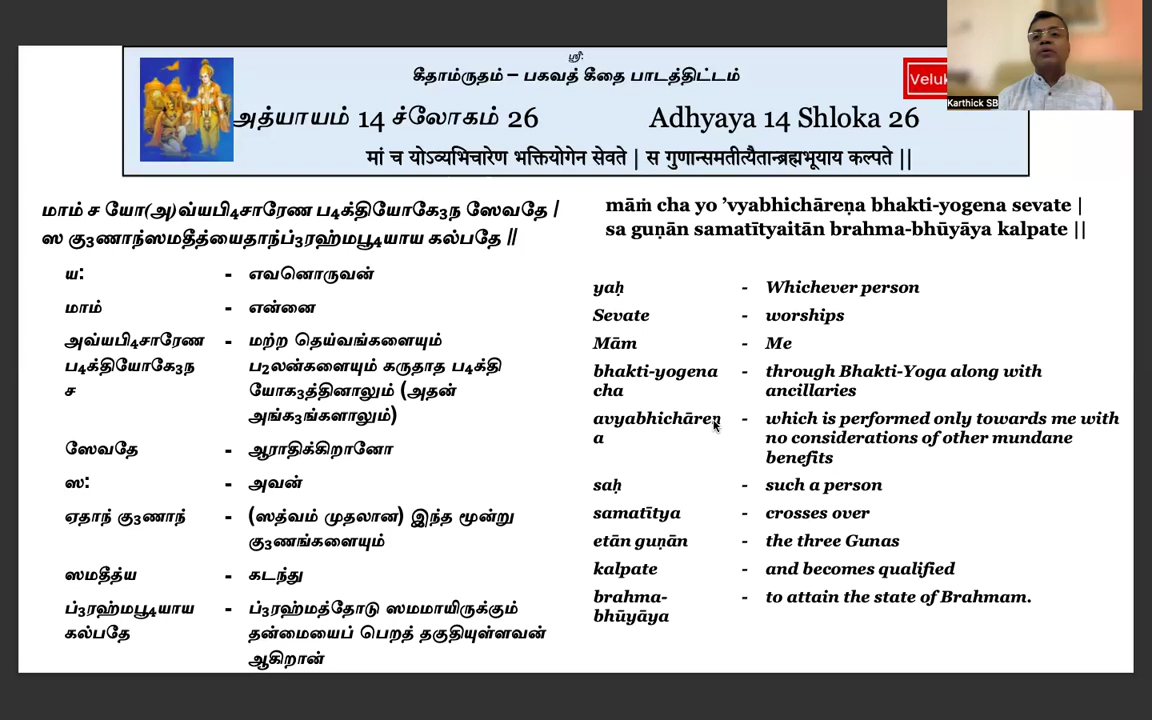 ஸ்ரீ:
கீதாம்ருதம் – பகவத் கீதை பாடத்திட்டம்
Veluk
Karthick SB
அத்யாயம் 14 ச்லோகம் 26 Adhyaya 14 Shloka 26
मां च योऽव्यभिचारेण भक्तियोगेन सेवते | स गुणान्समतीत्यैतान्ब्रह्मभूयाय कल्पते ||
மாம் ச யோ(அ)வ்யபி4சாரேண ப4க்தியோகே3ந ஸேவதே |
ஸ கு3ணாந்ஸமதீத்யைதாந்ப்3ரஹ்மபூ4யாய கல்பதே ||
ய: - எவனொருவன்
மாம் - என்னை
அவ்யபி4சாரேண - மற்ற தெய்வங்களையும்
ப4க்தியோகே3ந ப2லன்களையும் கருதாத ப4க்தி
ச யோக3த்தினாலும் (அதன்
அங்க3ங்களாலும்)
ஸேவதே - ஆராதிக்கிறானோ
ஸ: - அவன்
ஏதாந் கு3ணாந் - (ஸத்வம் முதலான) இந்த மூன்று
கு3ணங்களையும்
ஸமதீத்ய - கடந்து
ப்3ரஹ்மபூ4யாய - ப்3ரஹ்மத்தோடு ஸமமாயிருக்கும்
கல்பதே தன்மையைப் பெறத் தகுதியுள்ளவன்
ஆகிறான்
māṁ cha yo ’vyabhichāreṇa bhakti-yogena sevate |
sa guṇān samatītyaitān brahma-bhūyāya kalpate ||
yaḥ - Whichever person
Sevate - worships
Mām - Me
bhakti-yogena - through Bhakti-Yoga along with
cha ancillaries
avyabhichāreṇ - which is performed only towards me with
a no considerations of other mundane
benefits
saḥ - such a person
samatītya - crosses over
etān guṇān - the three Gunas
kalpate - and becomes qualified
brahma- - to attain the state of Brahmam.
bhūyāya